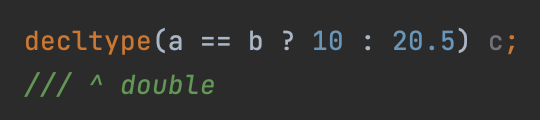 decltype(a == b ? 10 : 20.5) c;
/// ^ double